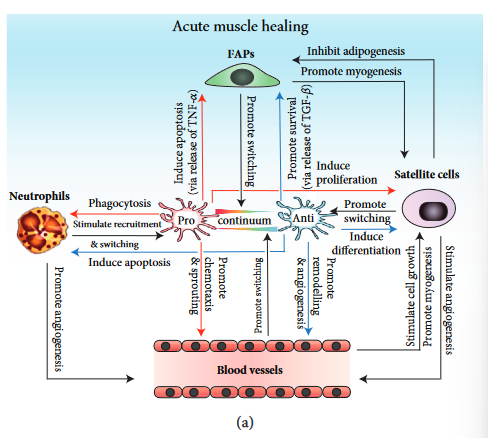 Acute muscle healing
FAPs
Inhibit adipogenesis
Promote myogenesis
Induce apoptosis
(via release of TNF-α)
Promote switching
Promote survival
(via release of TGF-β)
Induce
proliferation
Satellite cells
Neutrophils
Phagocytosis
Stimulate recruitment
& switching
Pro
continuum
Anti
Promote
switching
Induce
differentiation
Induce apoptosis
Promote angiogenesis
Promote
chemotaxis
& sprouting
Promote switching
Promote
remodelling
& angiogenesis
Stimulate cell growth
Promote myogenesis
Stimulate angiogenesis
Blood vessels
(a)